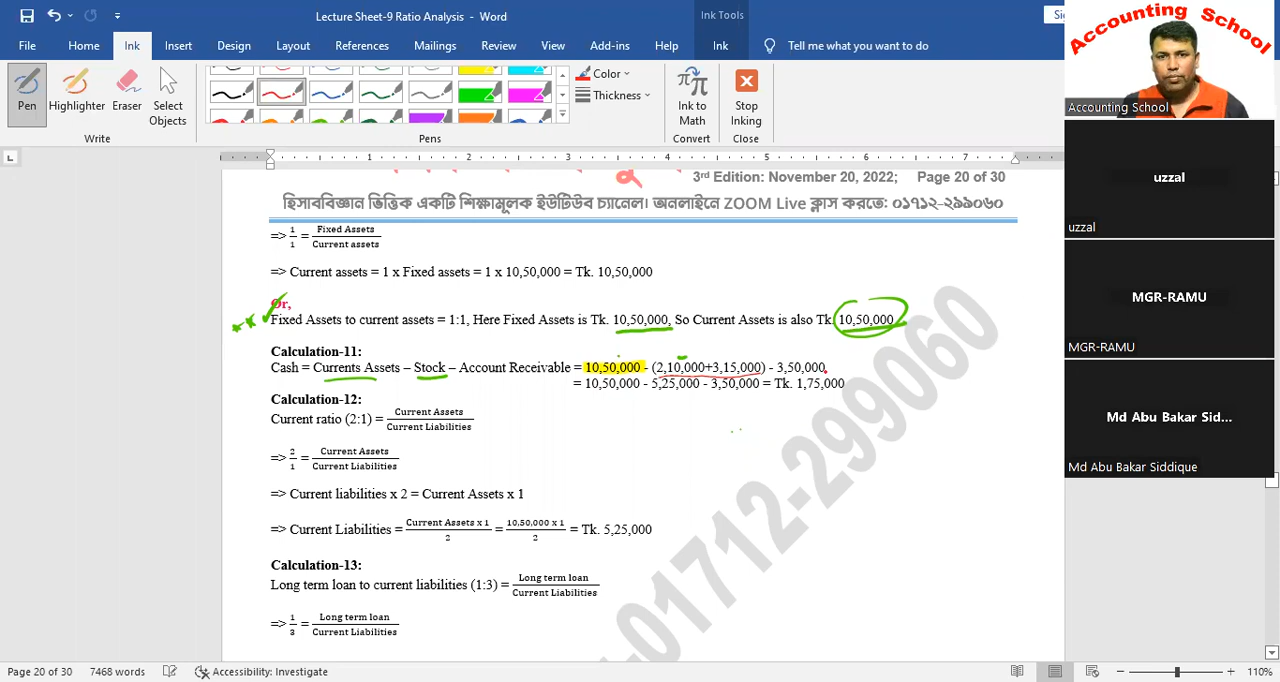 Lecture Sheet-9 Ratio Analysis - Word
Ink Tools
File Home Ink Insert Design Layout References Mailings Review View Add-ins Help Ink Tell me what you want to do
Pen Highlighter Eraser Select Objects
Write
Pens
Color
Thickness
Ink to Math
Convert
Stop Inking
Close
Accounting School
Accounting School
uzzal
uzzal
MGR-RAMU
MGR-RAMU
Md Abu Bakar Sid...
Md Abu Bakar Siddique
1 2 3 4 5 6 7
3rd Edition: November 20, 2022; Page 20 of 30
হিসাববিজ্ঞান ভিত্তিক একটি শিক্ষামূলক ইউটিউব চ্যানেল। অনলাইনে ZOOM Live ক্লাস করতে: ০১৭১২-২৯৯০৬০
=> 1/1 = Fixed Assets/Current assets
=> Current assets = 1 x Fixed assets = 1 x 10,50,000 = Tk. 10,50,000
Or,
Fixed Assets to current assets = 1:1, Here Fixed Assets is Tk. 10,50,000, So Current Assets is also Tk. 10,50,000
Calculation-11:
Cash = Currents Assets – Stock – Account Receivable = 10,50,000 - (2,10,000+3,15,000) - 3,50,000
= 10,50,000 - 5,25,000 - 3,50,000 = Tk. 1,75,000
Calculation-12:
Current ratio (2:1) = Current Assets/Current Liabilities
=> 2/1 = Current Assets/Current Liabilities
=> Current liabilities x 2 = Current Assets x 1
=> Current Liabilities = Current Assets x 1/2 = 10,50,000 x 1/2 = Tk. 5,25,000
Calculation-13:
Long term loan to current liabilities (1:3) = Long term loan/Current Liabilities
=> 1/3 = Long term loan/Current Liabilities
01712-299060
Page 20 of 30 7468 words Accessibility: Investigate 110%